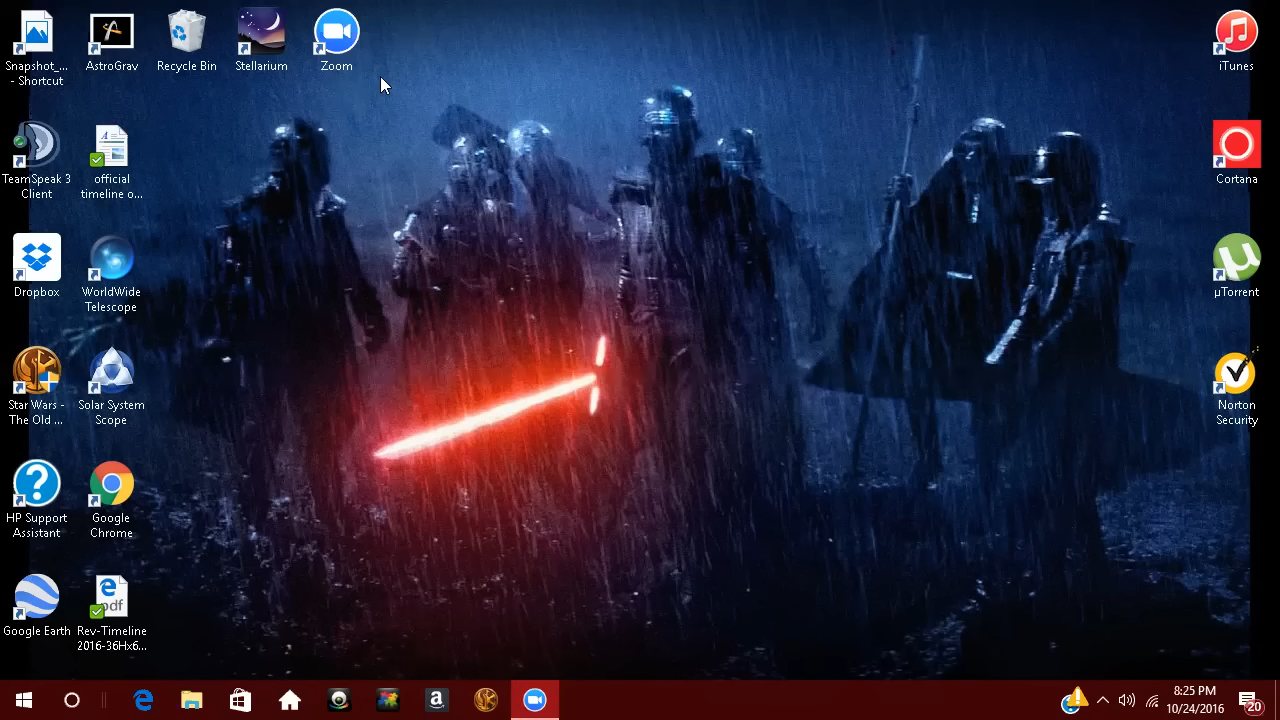 Snapshot_...
- Shortcut
AstroGrav
Recycle Bin
Stellarium
Zoom
iTunes
TeamSpeak 3
Client
official
timeline o...
Cortana
Dropbox
WorldWide
Telescope
µTorrent
Star Wars -
The Old ...
Solar System
Scope
Norton
Security
HP Support
Assistant
Google
Chrome
Google Earth
pdf
Rev-Timeline
2016-36Hx6...
8:25 PM
10/24/2016
20